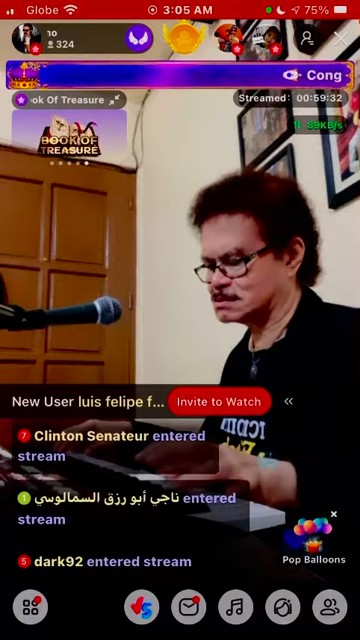 Globe 3:05 AM 75%
no
324
Cong
ok Of Treasure
Streamed: 00:59:32
BOOK OF
TREASURE
89KB/s
New User luis felipe f... Invite to Watch
7 Clinton Senateur entered
stream
1 ناجي أبو رزق السمالوسي entered
stream
5 dark92 entered stream
Pop Balloons